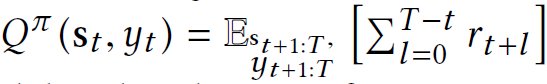 Q^π(s_t, y_t) = 𝔼_{s_{t+1:T}, y_{t+1:T}} [∑_{l=0}^{T−t} r_{t+l}]